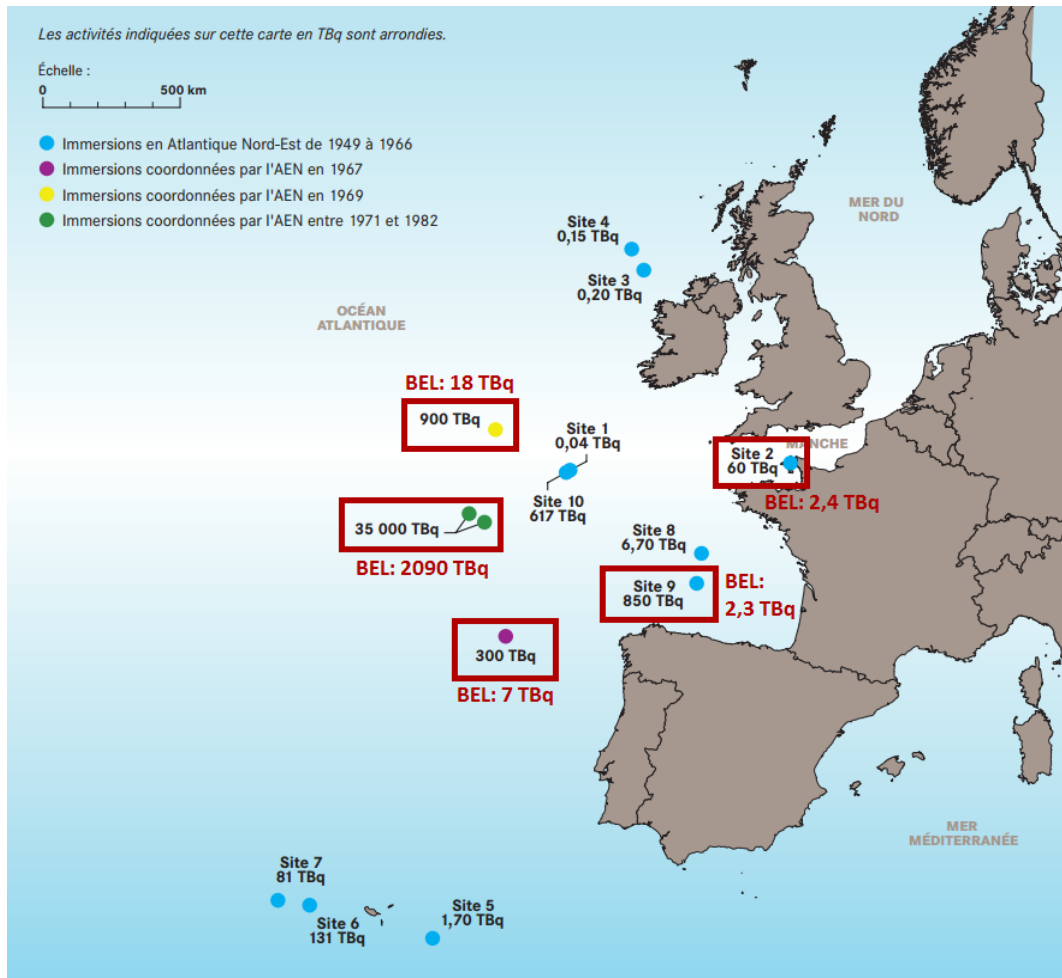 Les activités indiquées sur cette carte en TBq sont arrondies.
Échelle :
0 500 km
Immersions en Atlantique Nord-Est de 1949 à 1966
Immersions coordonnées par l'AEN en 1967
Immersions coordonnées par l'AEN en 1969
Immersions coordonnées par l'AEN entre 1971 et 1982
MER DU
NORD
Site 4
0,15 TBq
Site 3
0,20 TBq
OCÉAN
ATLANTIQUE
BEL: 18 TBq
900 TBq
Site 1
0,04 TBq
Site 10
617 TBq
MANCHE
Site 2
60 TBq
BEL: 2,4 TBq
35 000 TBq
BEL: 2090 TBq
Site 8
6,70 TBq
Site 9
850 TBq
BEL:
2,3 TBq
300 TBq
BEL: 7 TBq
MER
MÉDITERRANÉE
Site 7
81 TBq
Site 6
131 TBq
Site 5
1,70 TBq